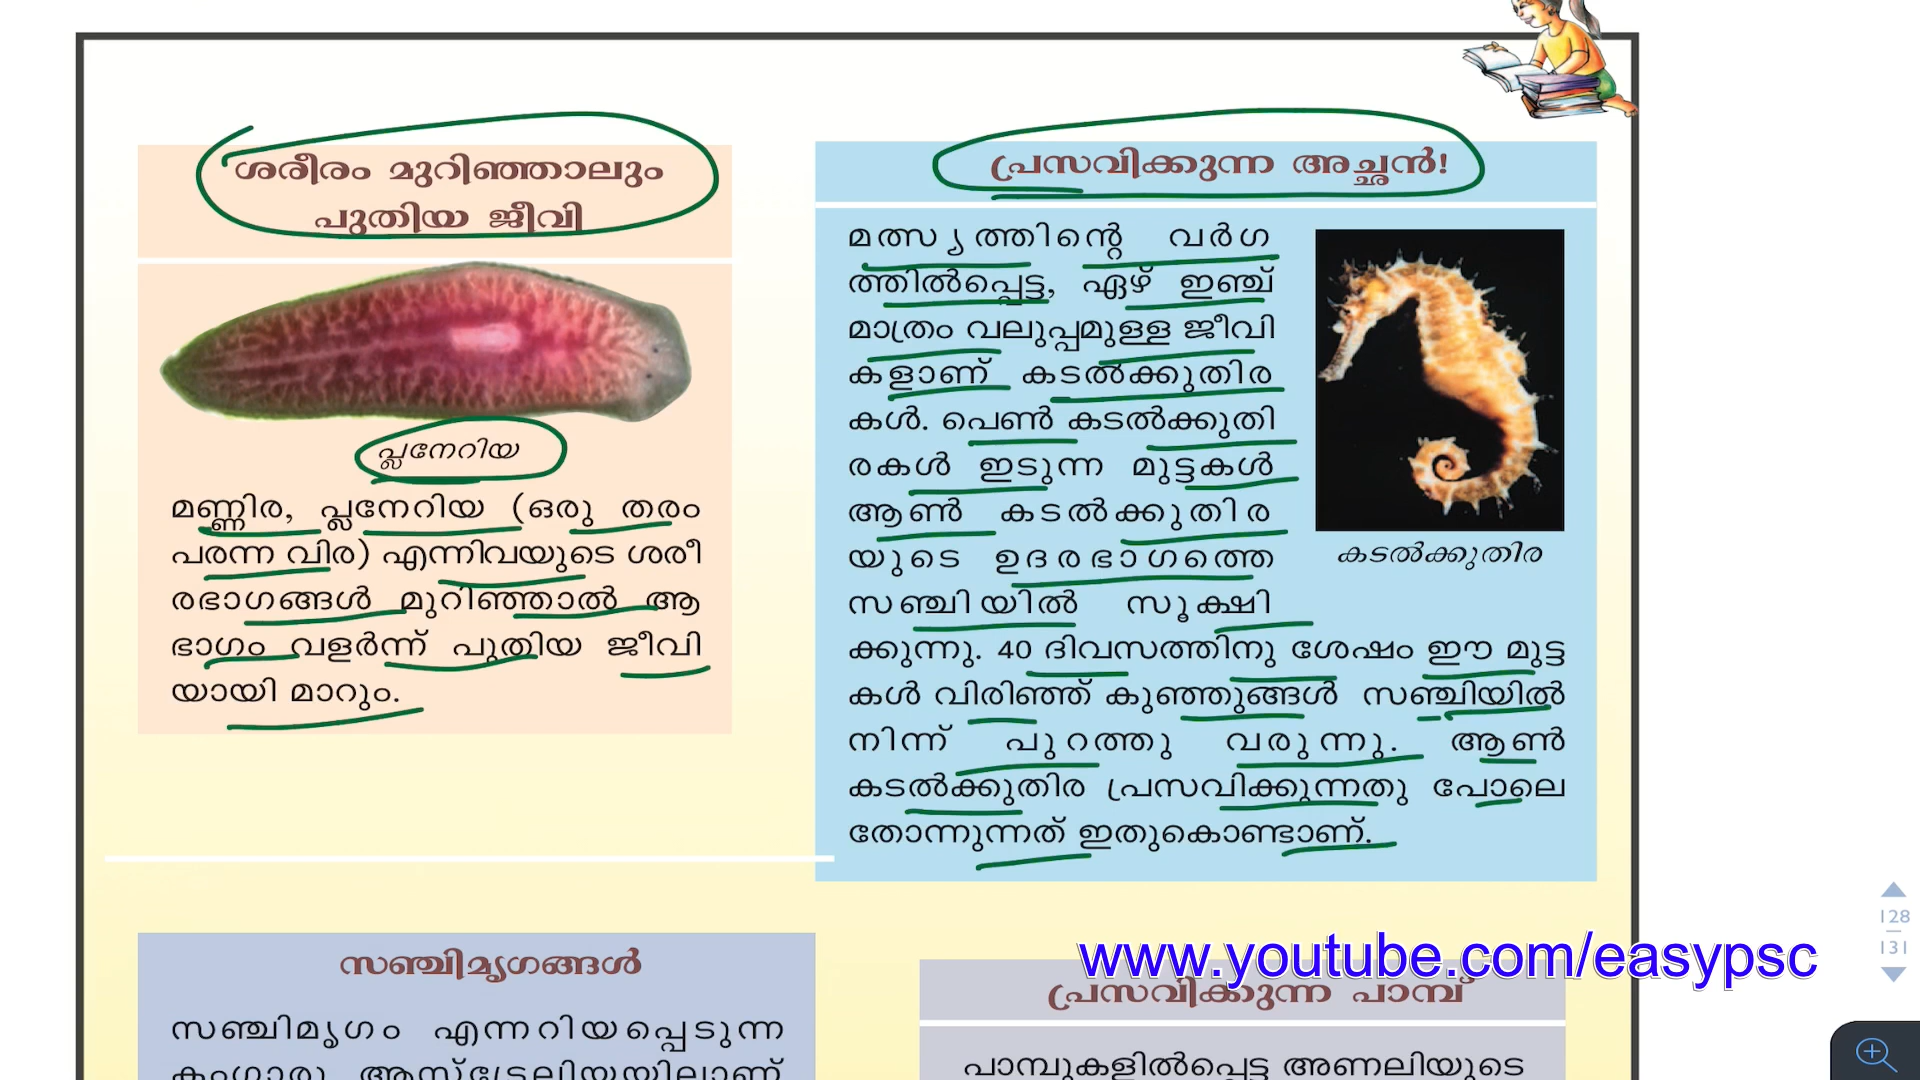 ശരീരം മുറിഞ്ഞാലും
പുതിയ ജീവി
പ്ലനേറിയ
മണ്ണിര, പ്ലനേറിയ (ഒരു തരം
പരന്ന വിര) എന്നിവയുടെ ശരീ
രഭാഗങ്ങൾ മുറിഞ്ഞാൽ ആ
ഭാഗം വളർന്ന് പുതിയ ജീവി
യായി മാറും.
പ്രസവിക്കുന്ന അച്ഛൻ!
മത്സ്യത്തിന്റെ വർഗ
ത്തിൽപ്പെട്ട, ഏഴ് ഇഞ്ച്
മാത്രം വലുപ്പമുള്ള ജീവി
കളാണ് കടൽക്കുതിര
കൾ. പെൺ കടൽക്കുതി
രകൾ ഇടുന്ന മുട്ടകൾ
ആൺ കടൽക്കുതിര
യുടെ ഉദരഭാഗത്തെ
സഞ്ചിയിൽ സൂക്ഷി
ക്കുന്നു. 40 ദിവസത്തിനു ശേഷം ഈ മുട്ട
കൾ വിരിഞ്ഞ് കുഞ്ഞുങ്ങൾ സഞ്ചിയിൽ
നിന്ന് പുറത്തു വരുന്നു. ആൺ
കടൽക്കുതിര പ്രസവിക്കുന്നതു പോലെ
തോന്നുന്നത് ഇതുകൊണ്ടാണ്.
കടൽക്കുതിര
സഞ്ചിമൃഗങ്ങൾ
സഞ്ചിമൃഗം എന്നറിയപ്പെടുന്ന
കംഗാരു ആസ്ട്രേലിയയിലാണ്
www.youtube.com/easypsc
പ്രസവിക്കുന്ന പാമ്പ്
പാമ്പുകളിൽപ്പെട്ട അണലിയുടെ
128
131